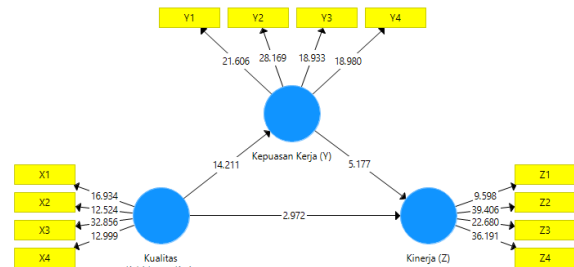 Y1 Y2 Y3 Y4
21.606 28.169 18.933 18.980
Kepuasan Kerja (Y)
14.211 5.177
X1
X2
X3
X4
16.934
12.524
32.856
12.999
2.972
Z1
Z2
Z3
Z4
9.598
39.406
22.680
36.191
Kualitas
Kinerja (Z)